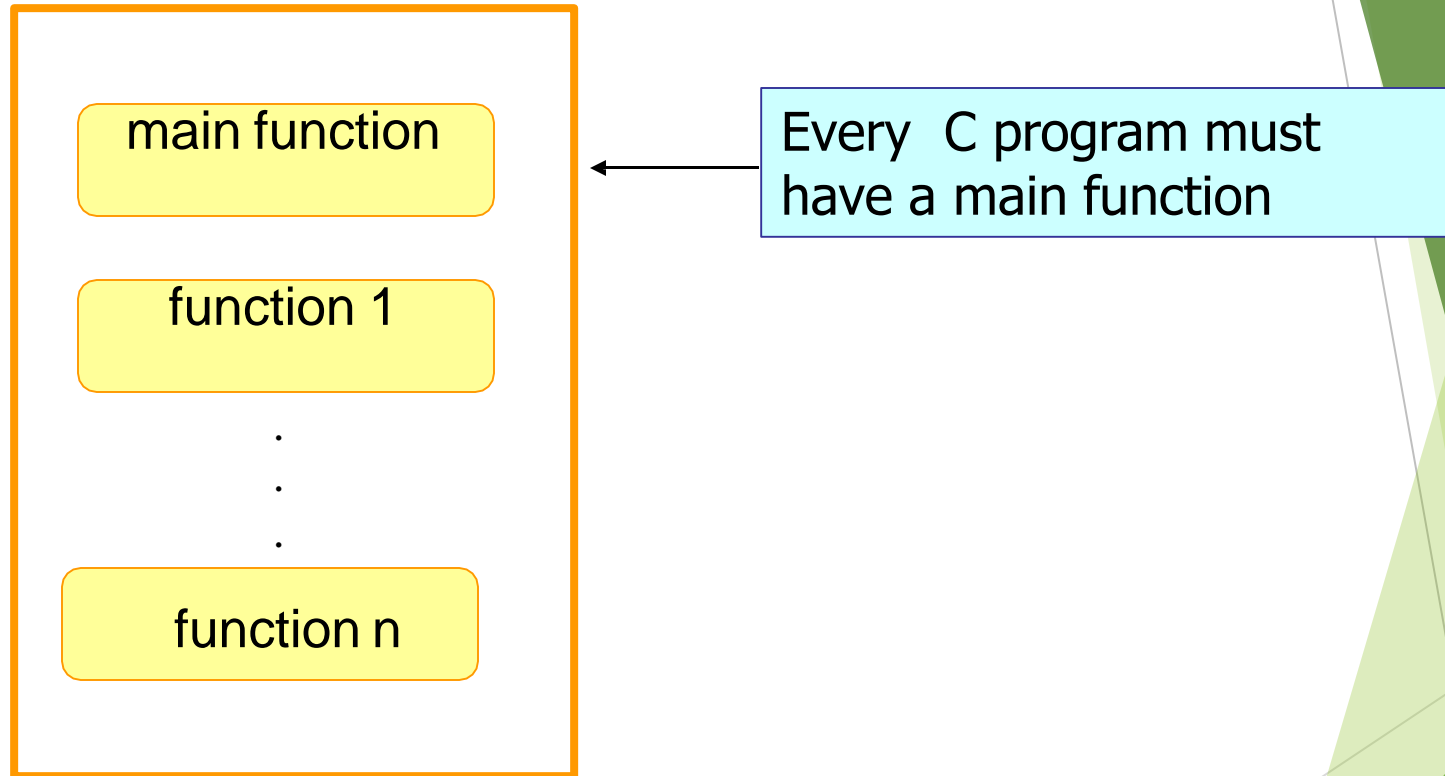 main function
Every  C program must
have a main function
function 1
.
.
.
function n